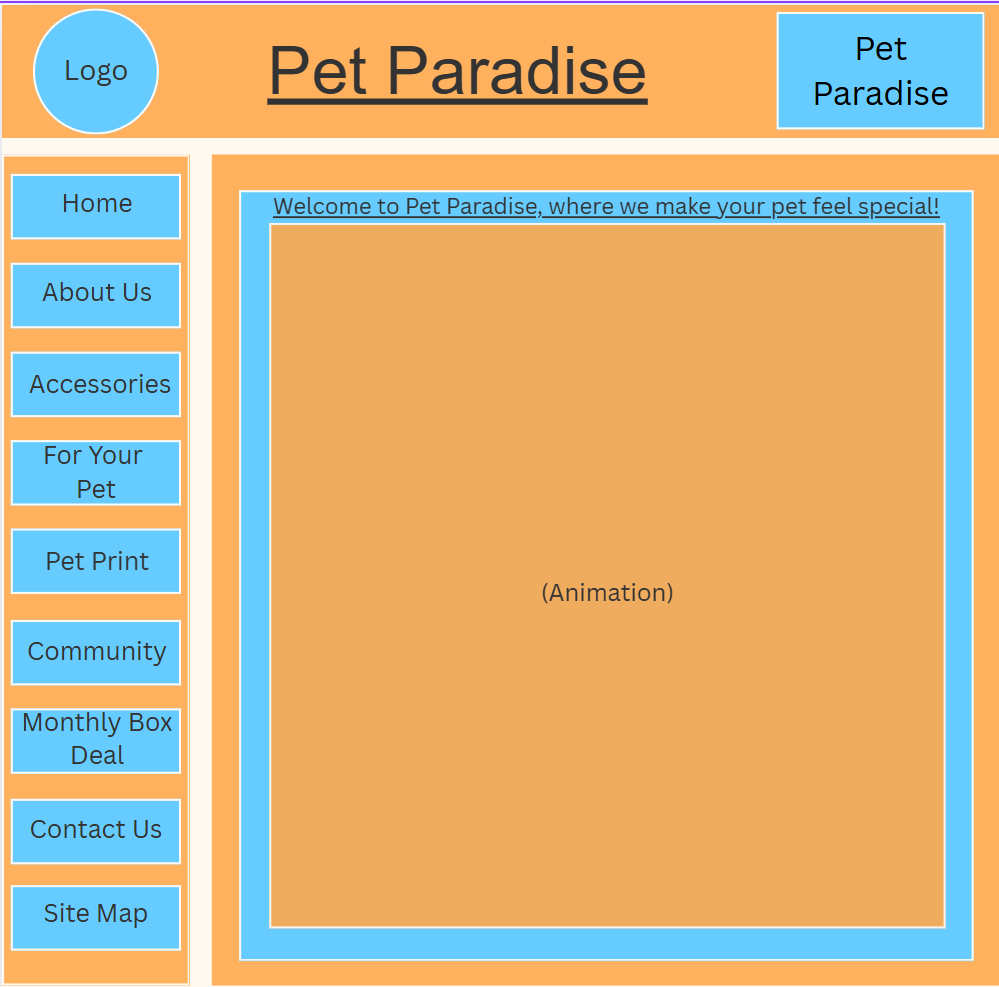 Logo
Pet Paradise
Pet
Paradise
Home
About Us
Accessories
For Your
Pet
Pet Print
Community
Monthly Box
Deal
Contact Us
Site Map
Welcome to Pet Paradise, where we make your pet feel special!
(Animation)